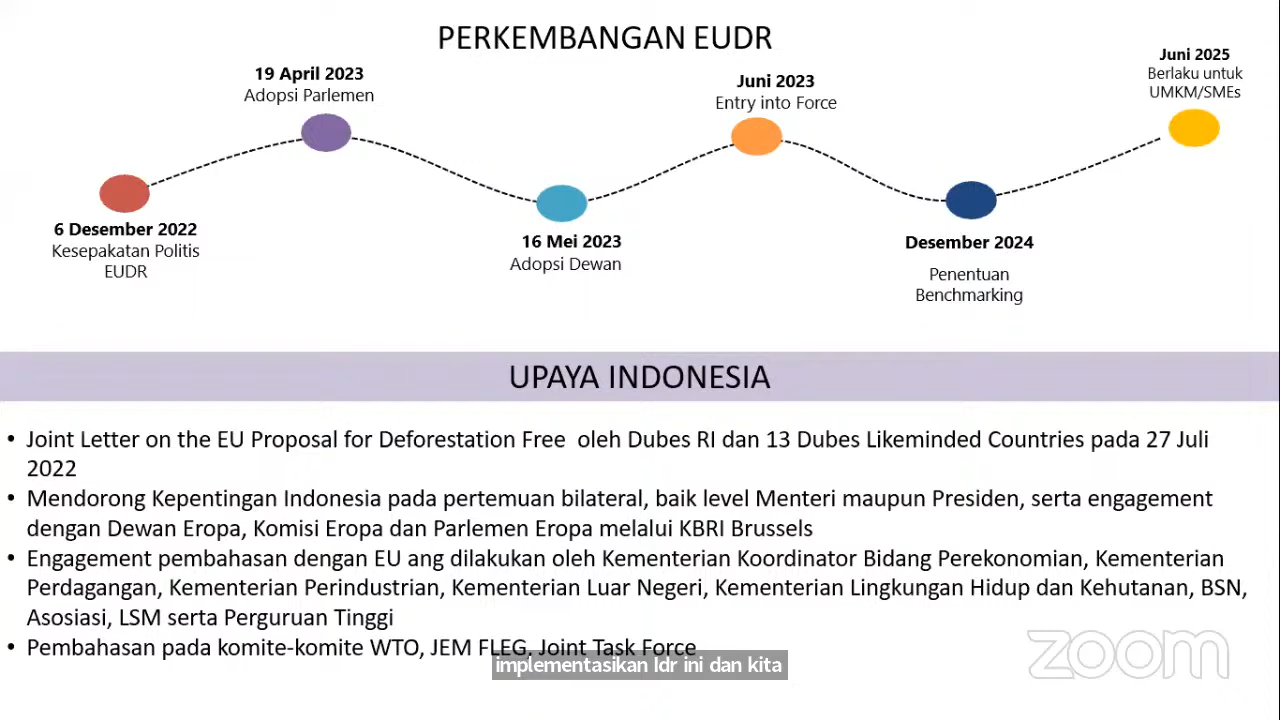 PERKEMBANGAN EUDR
19 April 2023
Adopsi Parlemen
Juni 2023
Entry into Force
Juni 2025
Berlaku untuk
UMKM/SMEs
6 Desember 2022
Kesepakatan Politis
EUDR
16 Mei 2023
Adopsi Dewan
Desember 2024
Penentuan
Benchmarking
UPAYA INDONESIA
• Joint Letter on the EU Proposal for Deforestation Free oleh Dubes RI dan 13 Dubes Likeminded Countries pada 27 Juli
2022
• Mendorong Kepentingan Indonesia pada pertemuan bilateral, baik level Menteri maupun Presiden, serta engagement
dengan Dewan Eropa, Komisi Eropa dan Parlemen Eropa melalui KBRI Brussels
• Engagement pembahasan dengan EU ang dilakukan oleh Kementerian Koordinator Bidang Perekonomian, Kementerian
Perdagangan, Kementerian Perindustrian, Kementerian Luar Negeri, Kementerian Lingkungan Hidup dan Kehutanan, BSN,
Asosiasi, LSM serta Perguruan Tinggi
• Pembahasan pada komite-komite WTO, JEM FLEG, Joint Task Force
implementasikan Idr ini dan kita
zoom